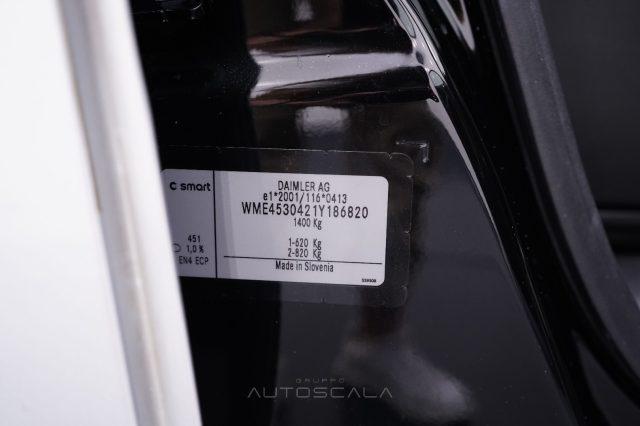 smart
451
1,0 %
EN4 ECP
DAIMLER AG
e1*2001/116*0413
WME4530421Y186820
1400 Kg
1-620 Kg
2-820 Kg
Made in Slovenia
GRUPPO
AUTOSCALA